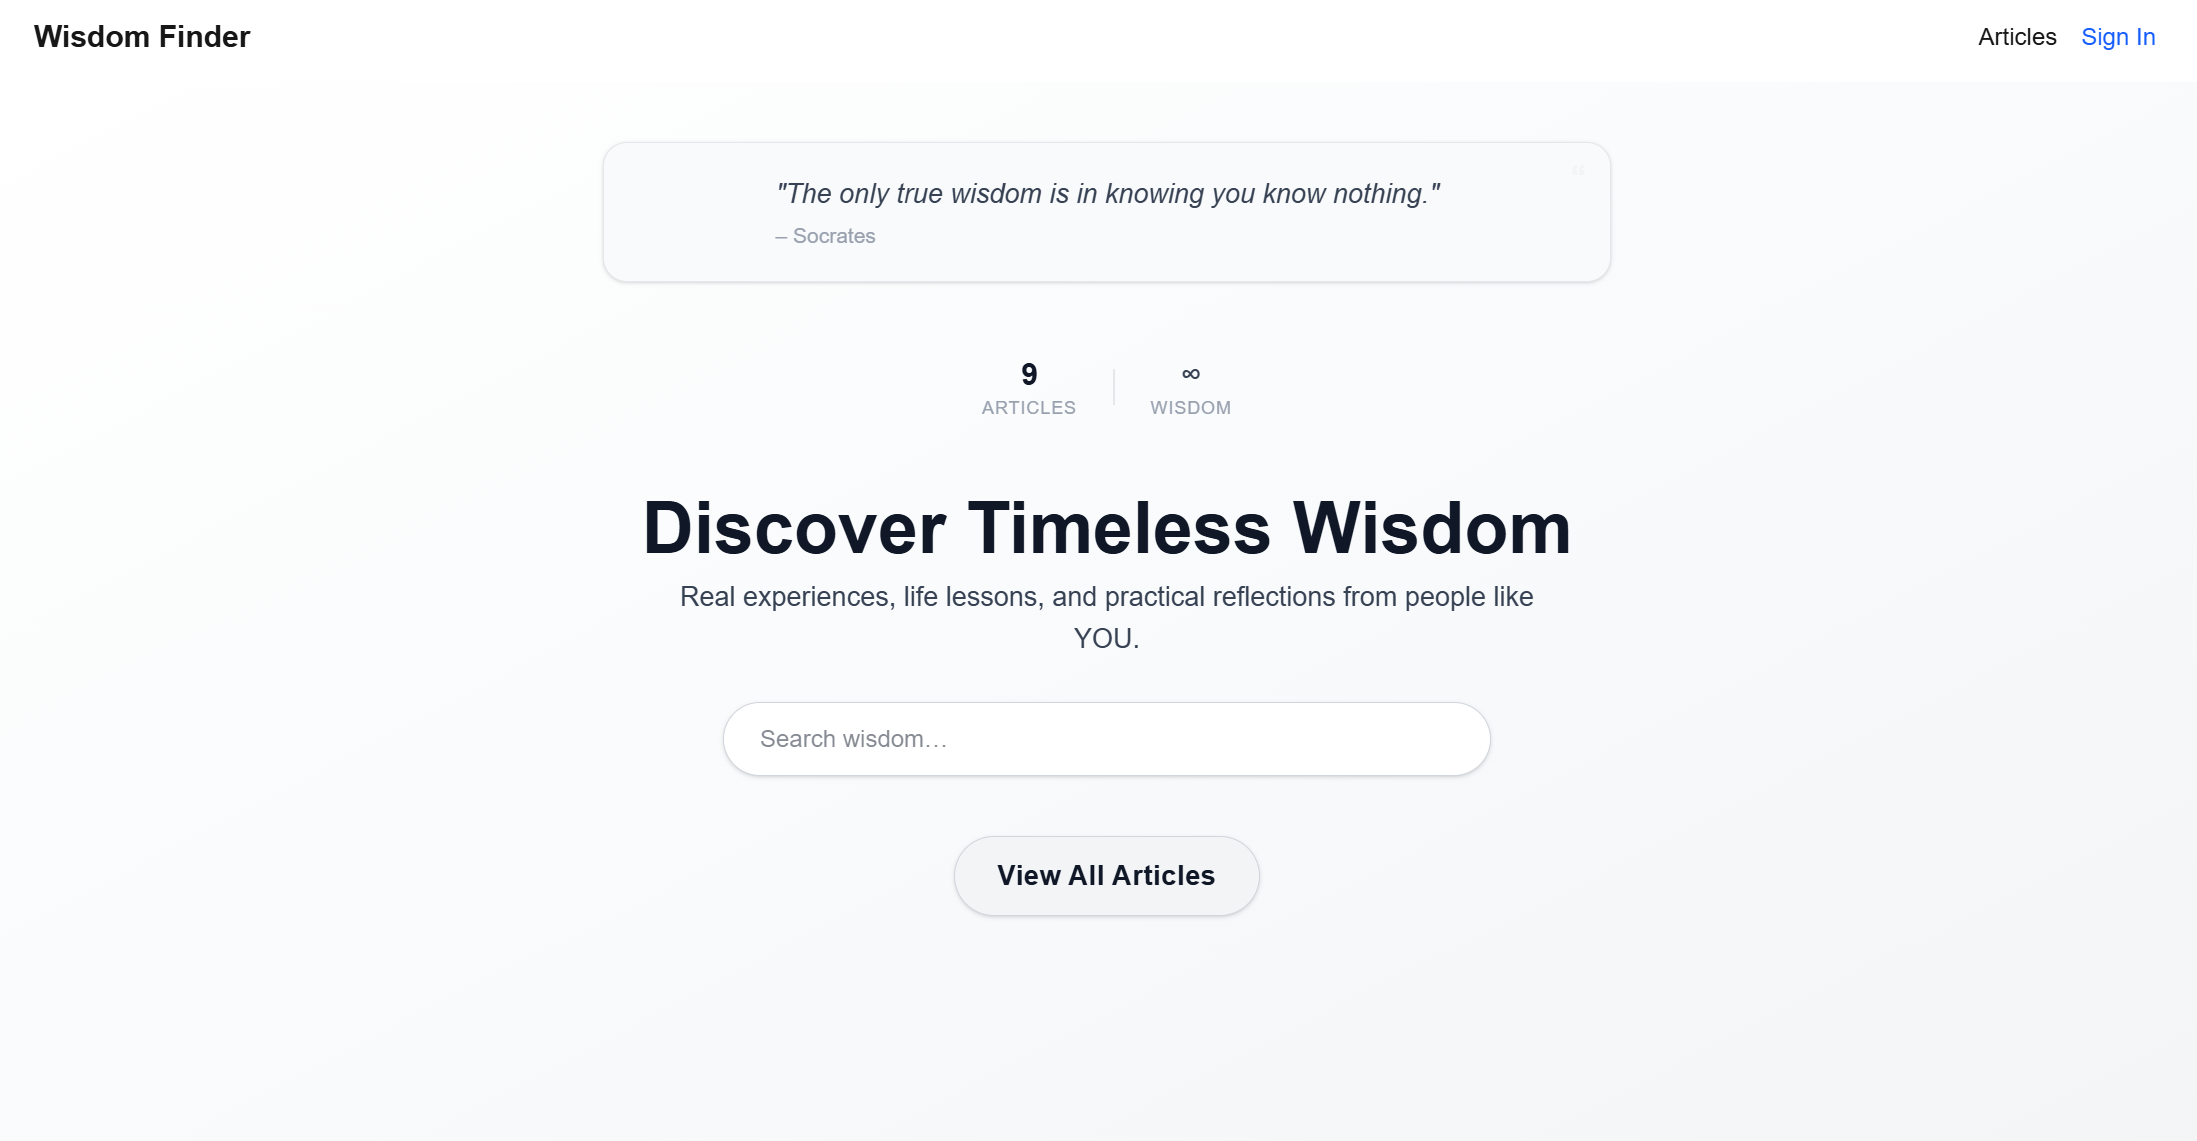 Wisdom Finder
Articles
Sign In
"The only true wisdom is in knowing you know nothing."
“
– Socrates
9
ARTICLES
∞
WISDOM
Discover Timeless Wisdom
Real experiences, life lessons, and practical reflections from people like
YOU.
Search wisdom…
View All Articles